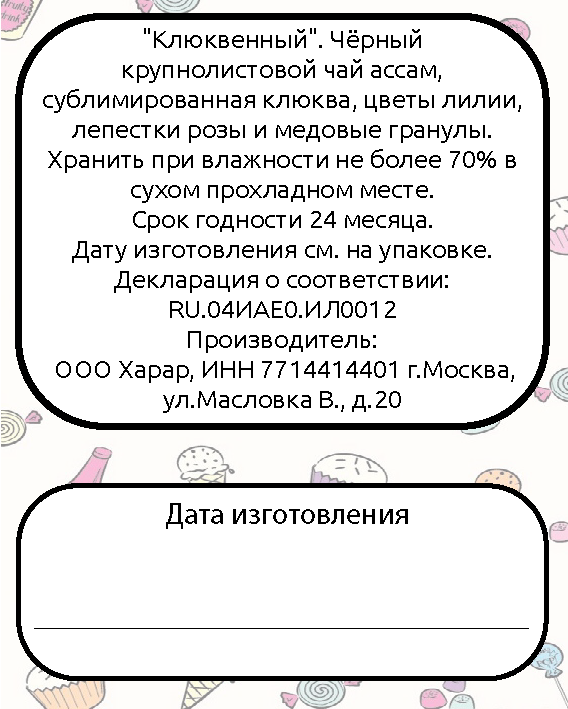 "Клюквенный". Чёрный
крупнолистовой чай ассам,
сублимированная клюква, цветы лилии,
лепестки розы и медовые гранулы.
Хранить при влажности не более 70% в
сухом прохладном месте.
Срок годности 24 месяца.
Дату изготовления см. на упаковке.
Декларация о соответствии:
RU.04ИАЕ0.ИЛ0012
Производитель:
ООО Харар, ИНН 7714414401 г.Москва,
ул.Масловка В., д.20
Дата изготовления